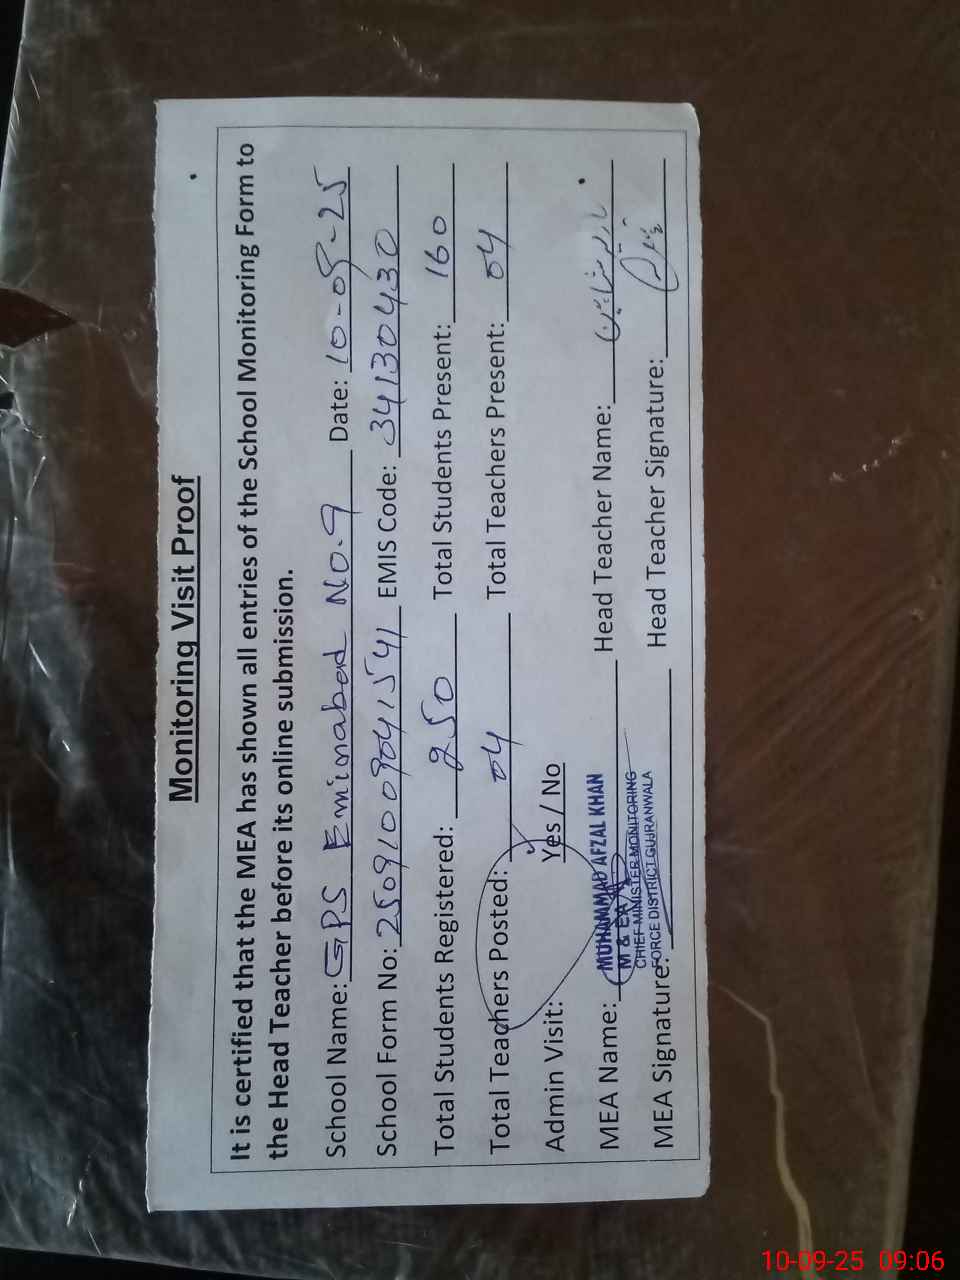 Monitoring Visit Proof
It is certified that the MEA has shown all entries of the School Monitoring Form to
the Head Teacher before its online submission.
School Name: GPS Eminabad No.9 Date: 10-09-25
School Form No: 25091009041541 EMIS Code: 34130430
Total Students Registered: 250 Total Students Present: 160
Total Teachers Posted: 04 Total Teachers Present: 04
Admin Visit: Yes / No
MEA Name: MUHAMMAD AFZAL KHAN Head Teacher Name:
M & EA
CHIEF MINISTER MONITORING
FORCE DISTRICT GUJRANWALA
MEA Signature: Head Teacher Signature:
10-09-25 09:06